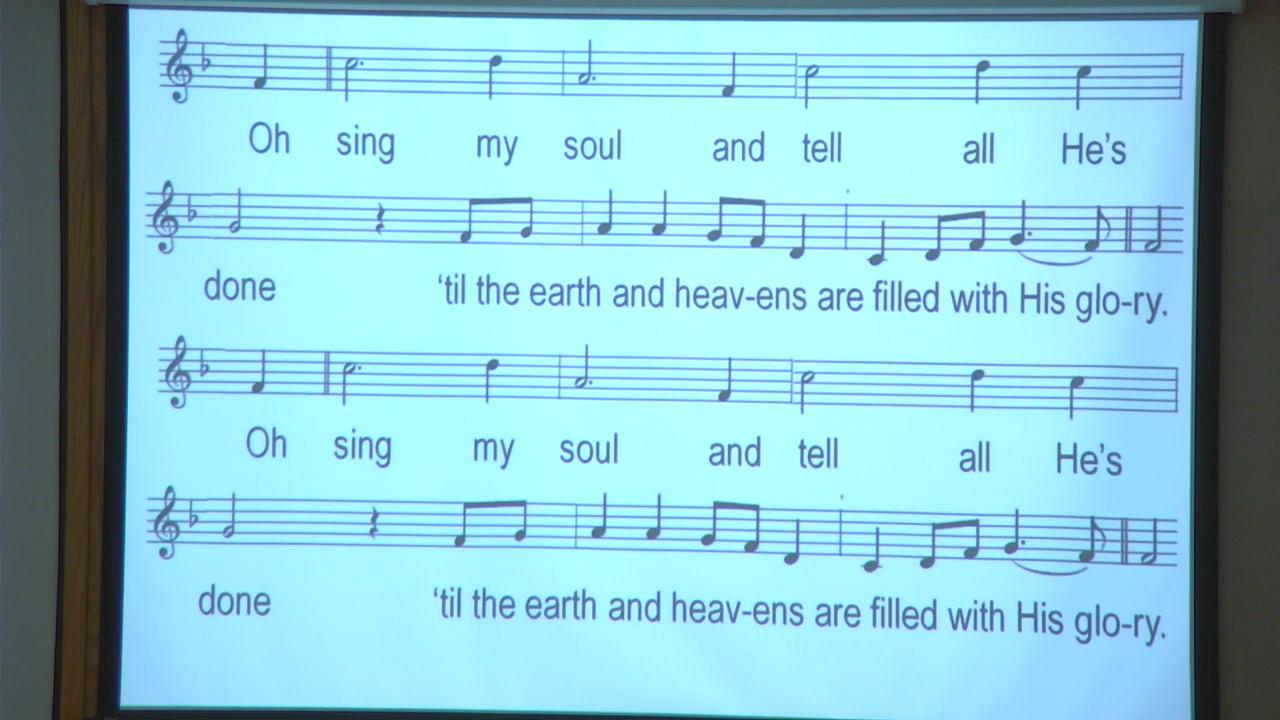 Oh sing my soul and tell all He’s
done ‘til the earth and heav-ens are filled with His glo-ry.
Oh sing my soul and tell all He’s
done ‘til the earth and heav-ens are filled with His glo-ry.